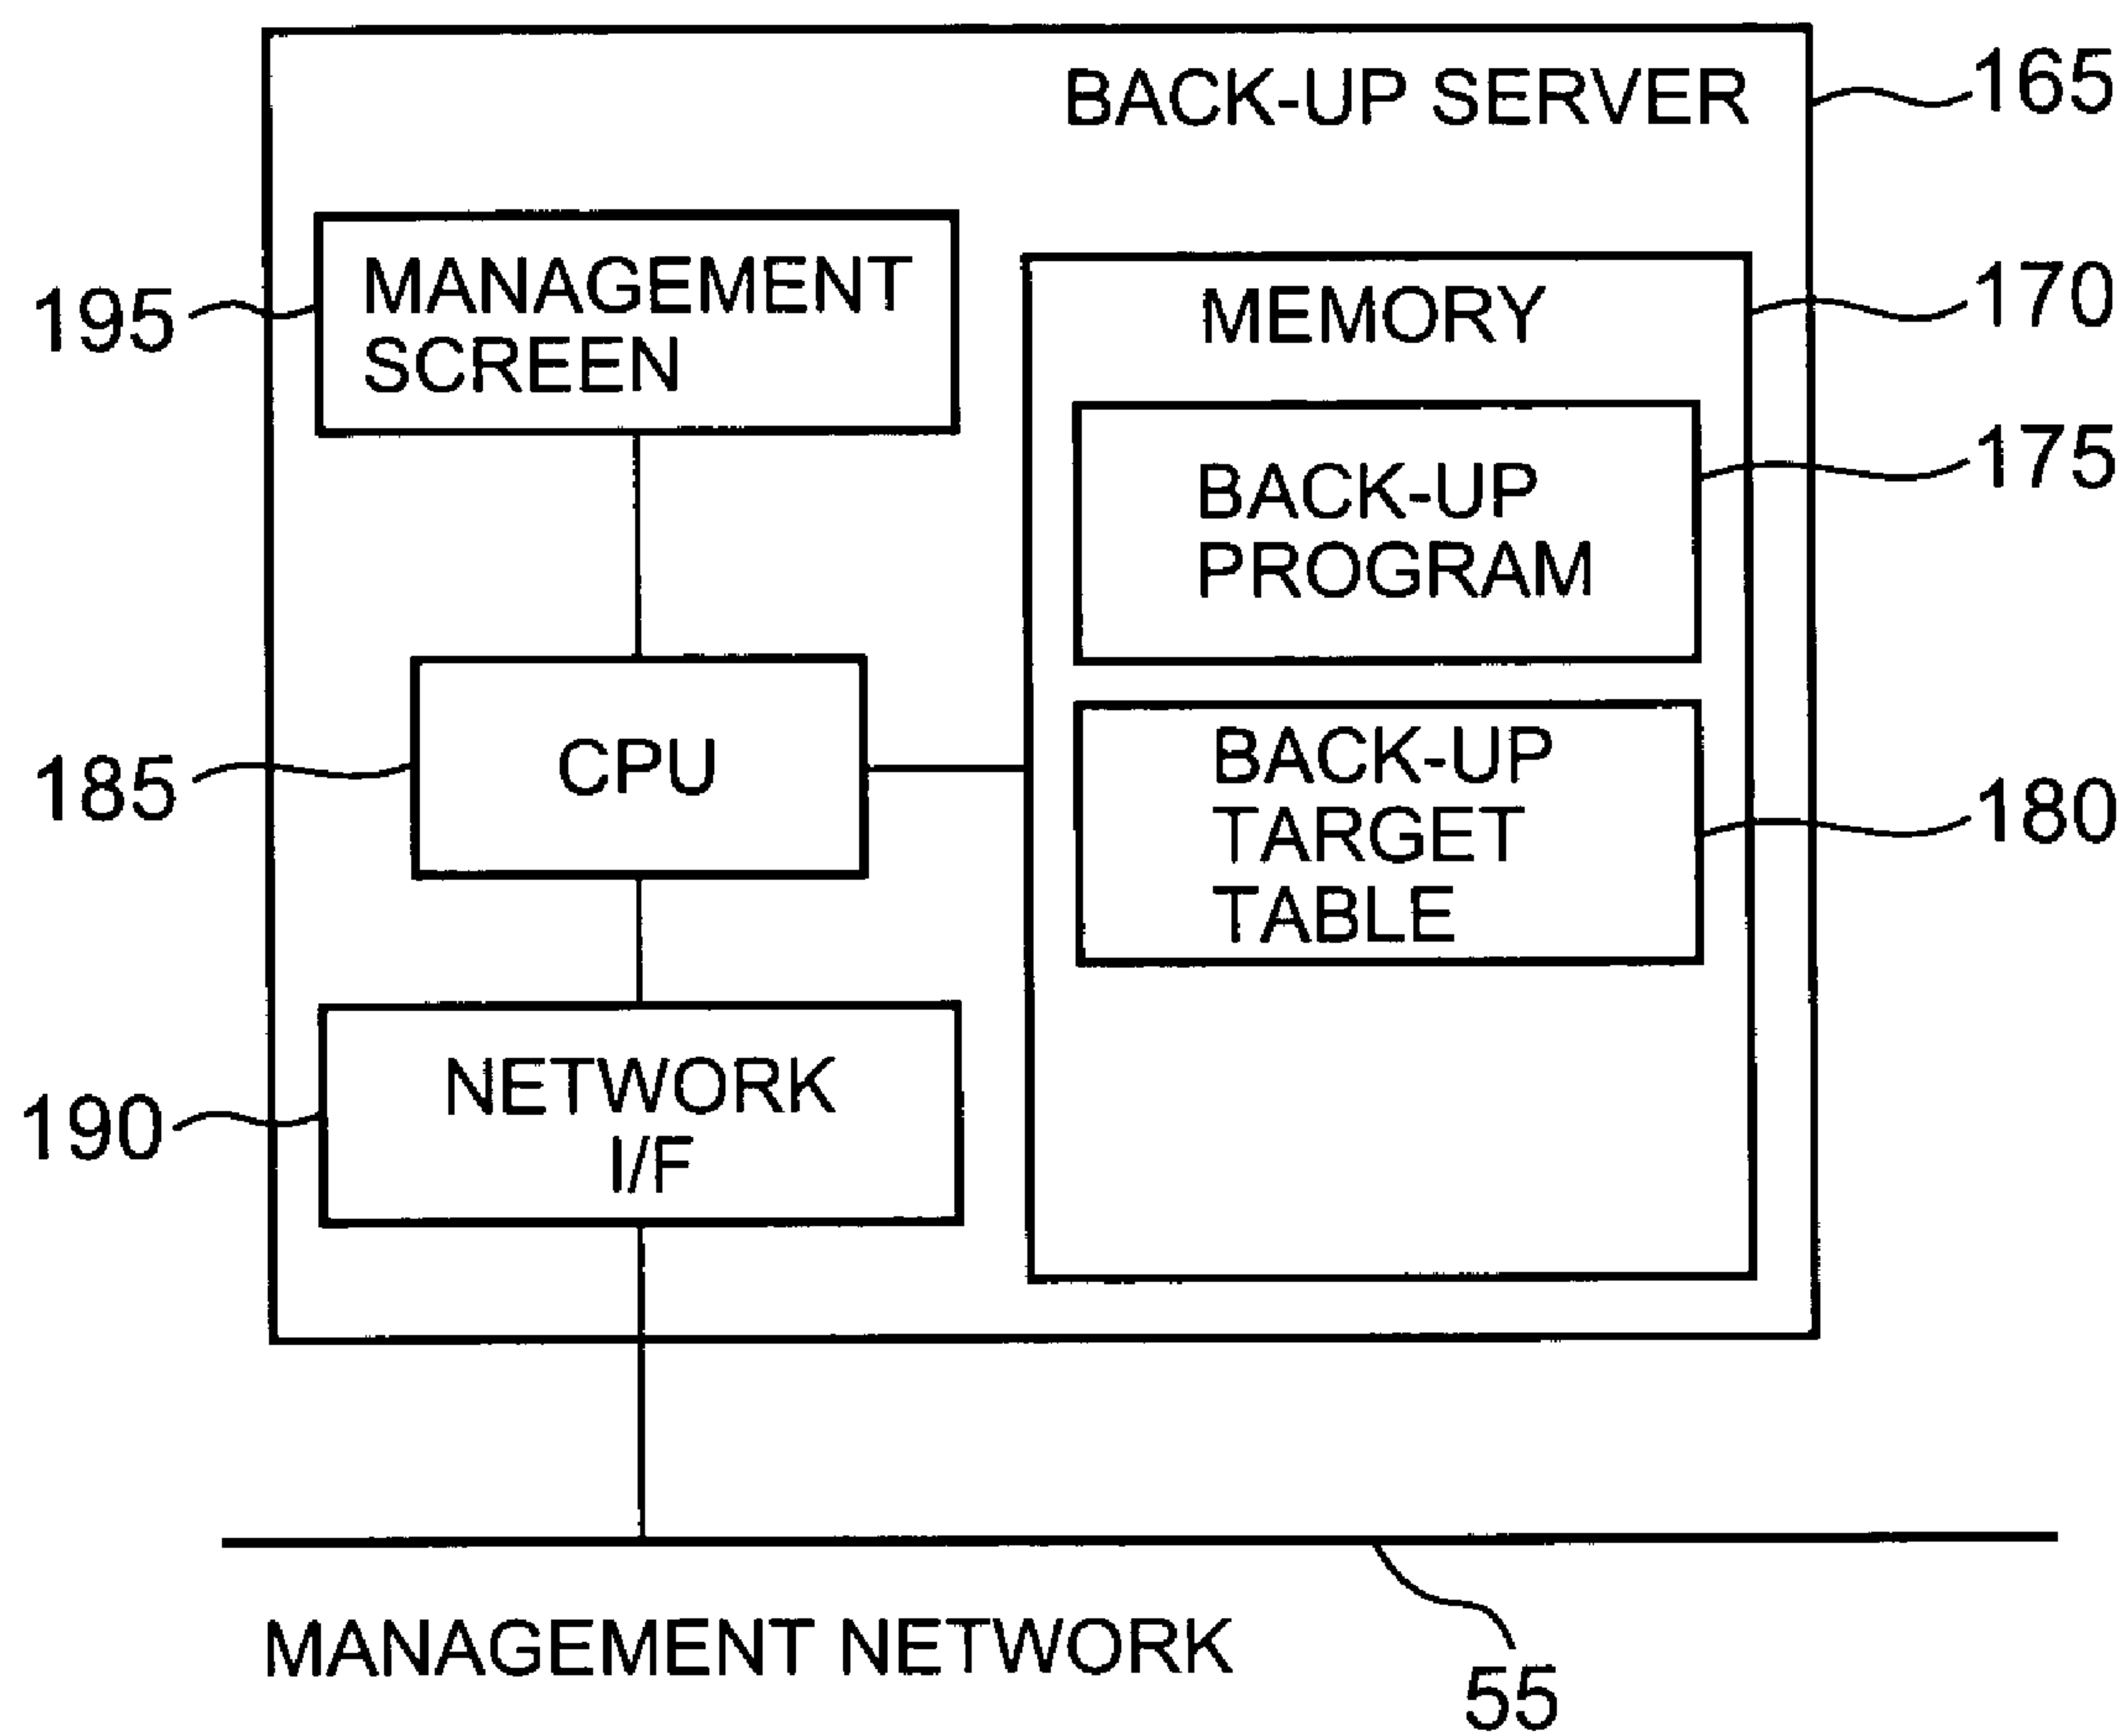 BACK-UP SERVER
165
MANAGEMENT
SCREEN
195
MEMORY
170
BACK-UP
PROGRAM
175
CPU
185
BACK-UP
TARGET
TABLE
180
NETWORK
I/F
190
MANAGEMENT NETWORK
55